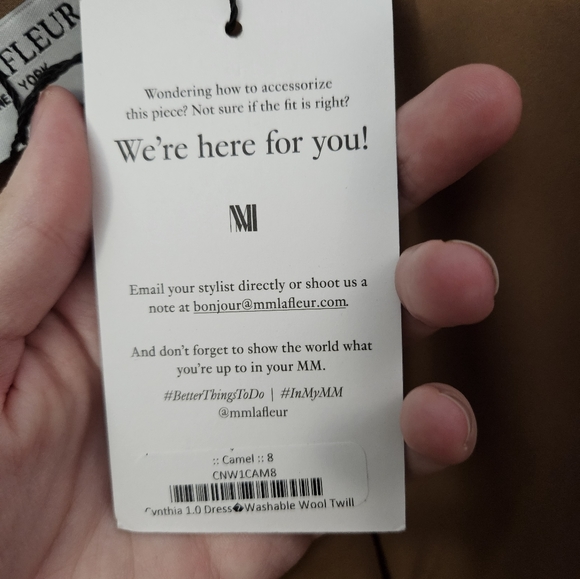 FLEUR
YORK
Wondering how to accessorize
this piece? Not sure if the fit is right?
We're here for you!
MM
Email your stylist directly or shoot us a
note at bonjour@mmlafleur.com.
And don't forget to show the world what
you're up to in your MM.
#BetterThingsToDo | #InMyMM
@mmlafleur
:: Camel :: 8
CNW1CAM8
Cynthia 1.0 Dress�Washable Wool Twill